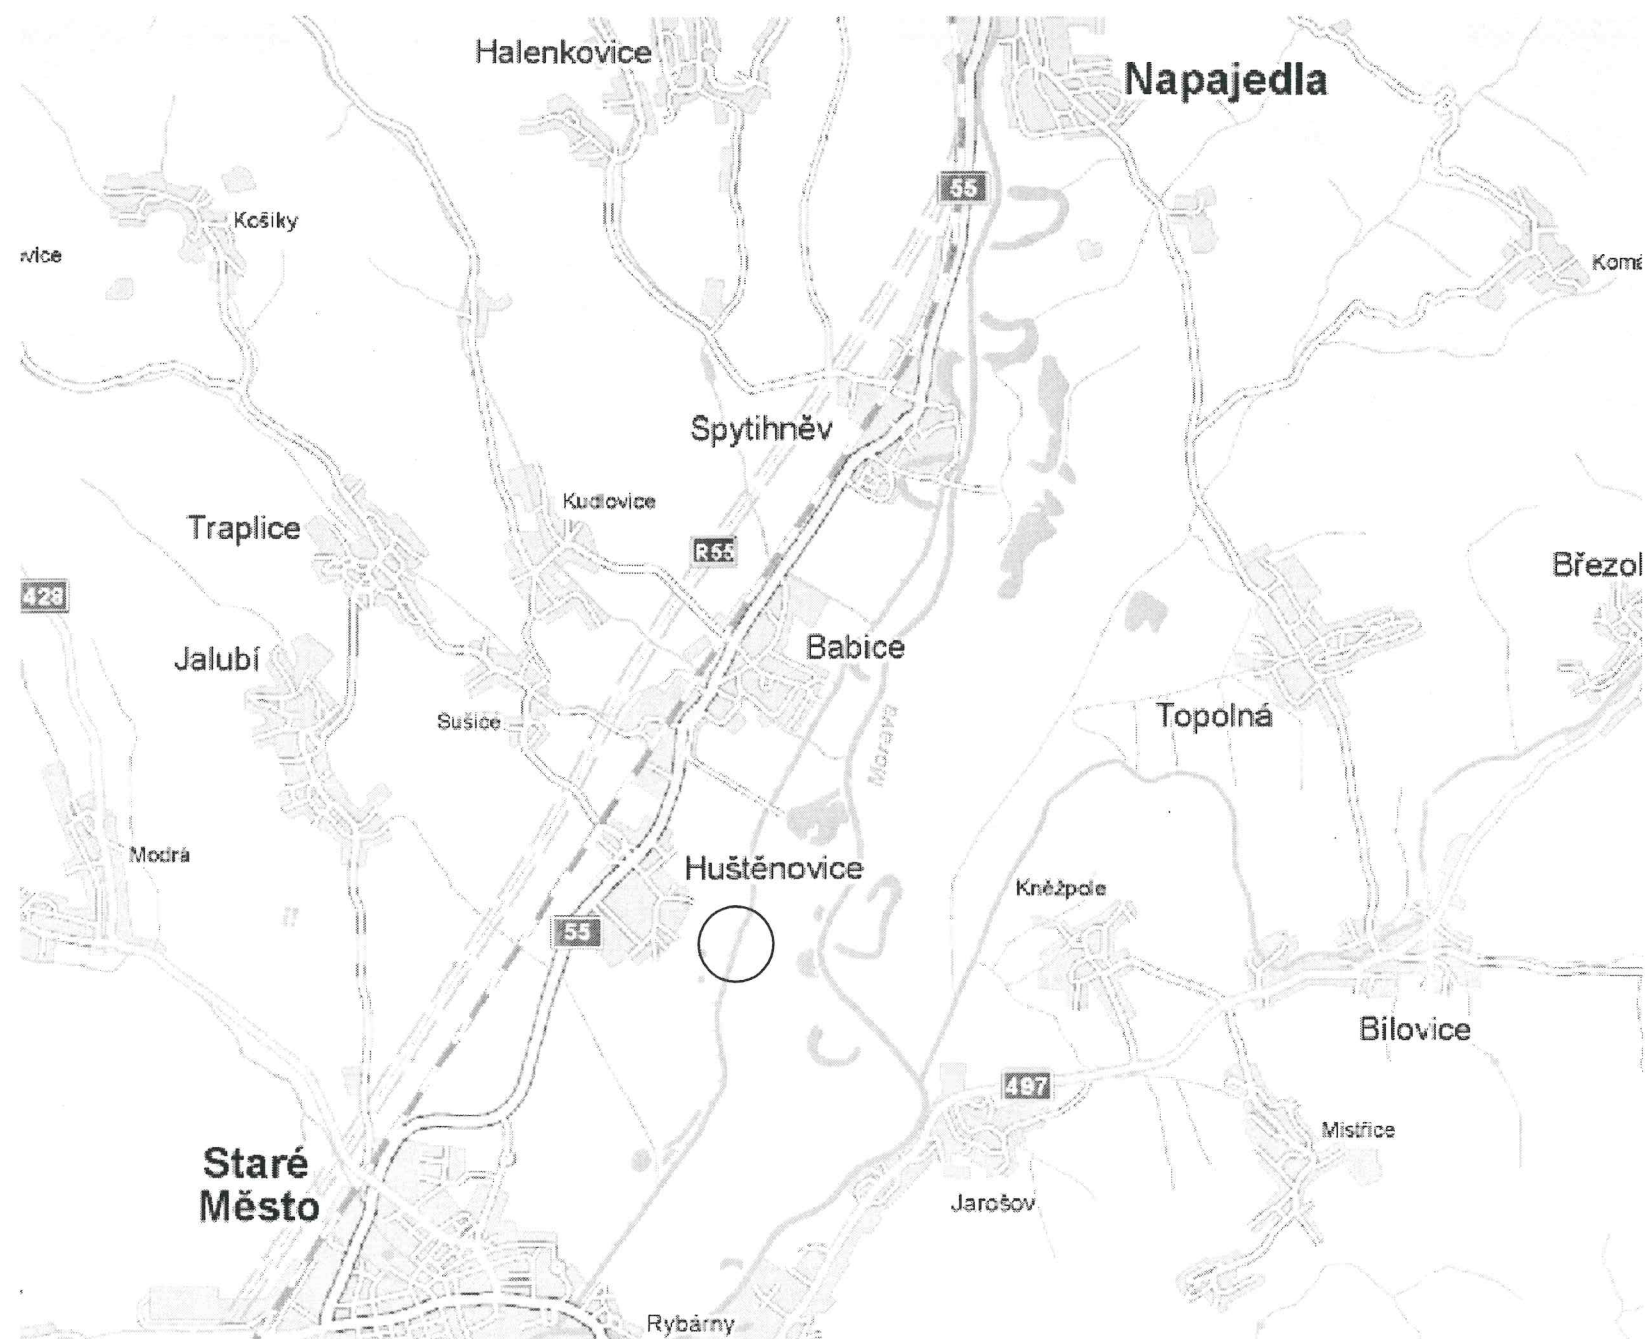 Halenkovice
Napajedla
55
Košíky
vice
Komá
Spytihněv
Kudlovice
Traplice
R55
Březol
428
Babice
Jalubí
Topolná
Sušice
Morava
Modrá
Huštěnovice
Kněžpole
55
Bílovice
497
Mistřice
Staré
Město
Jarošov
Rybárny